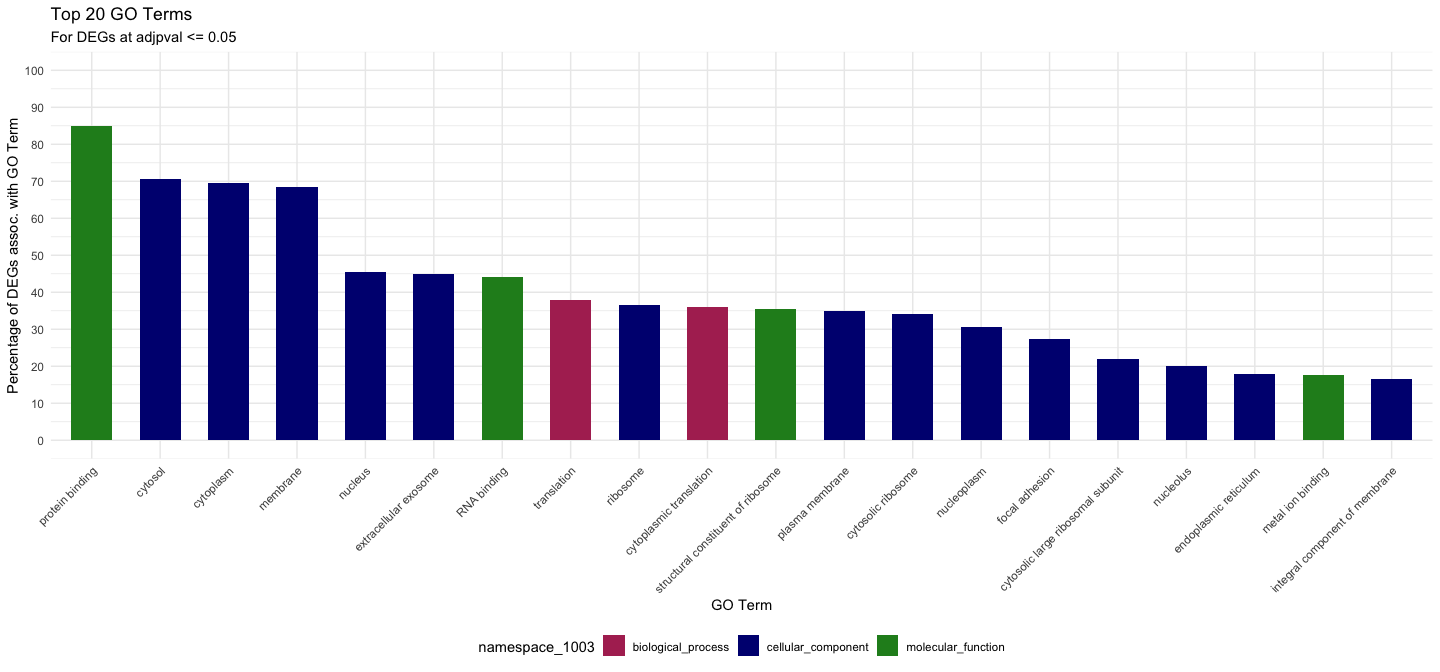 Top 20 GO Terms
For DEGs at adjpval <= 0.05
Percentage of DEGs assoc. with GO Term
100
90
80
70
60
50
40
30
20
10
0
protein binding
cytosol
cytoplasm
membrane
nucleus
extracellular exosome
RNA binding
translation
ribosome
cytoplasmic translation
structural constituent of ribosome
plasma membrane
cytosolic ribosome
nucleoplasm
focal adhesion
cytosolic large ribosomal subunit
nucleolus
endoplasmic reticulum
metal ion binding
integral component of membrane
GO Term
namespace_1003 biological_process cellular_component molecular_function